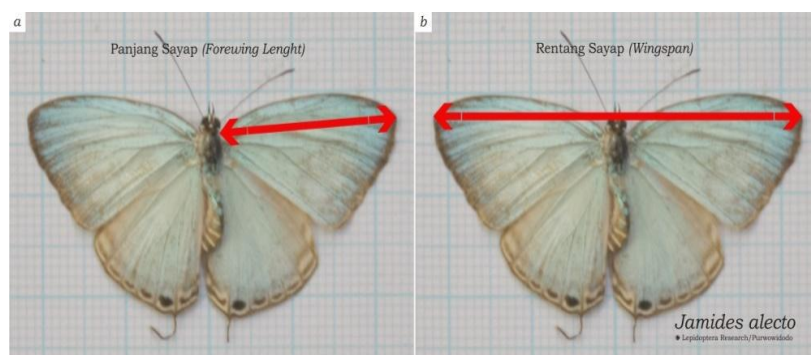 a
Panjang Sayap (Forewing Lenght)
b
Rentang Sayap (Wingspan)
Jamides alecto
Lepidoptera Research/Purwowidodo